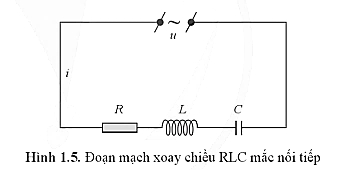 ~
u
i
R L C
Hình 1.5. Đoạn mạch xoay chiều RLC mắc nối tiếp